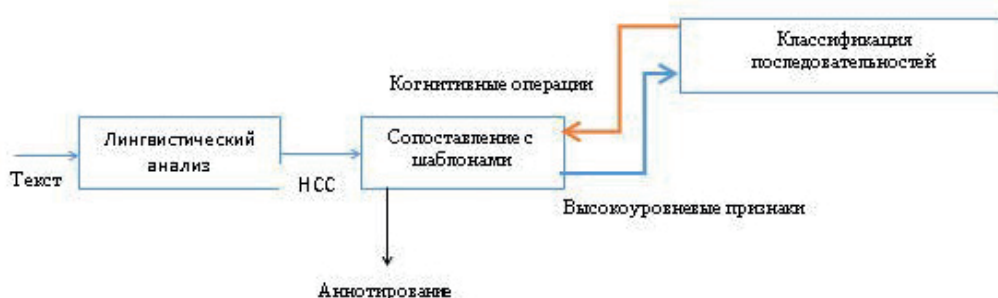 Классификация
последовательностей
Когнитивные операции
Лингвистический
анализ
Сопоставление с
шаблонами
Текст
НСС
Высокоуровневые признаки
Аннотирование